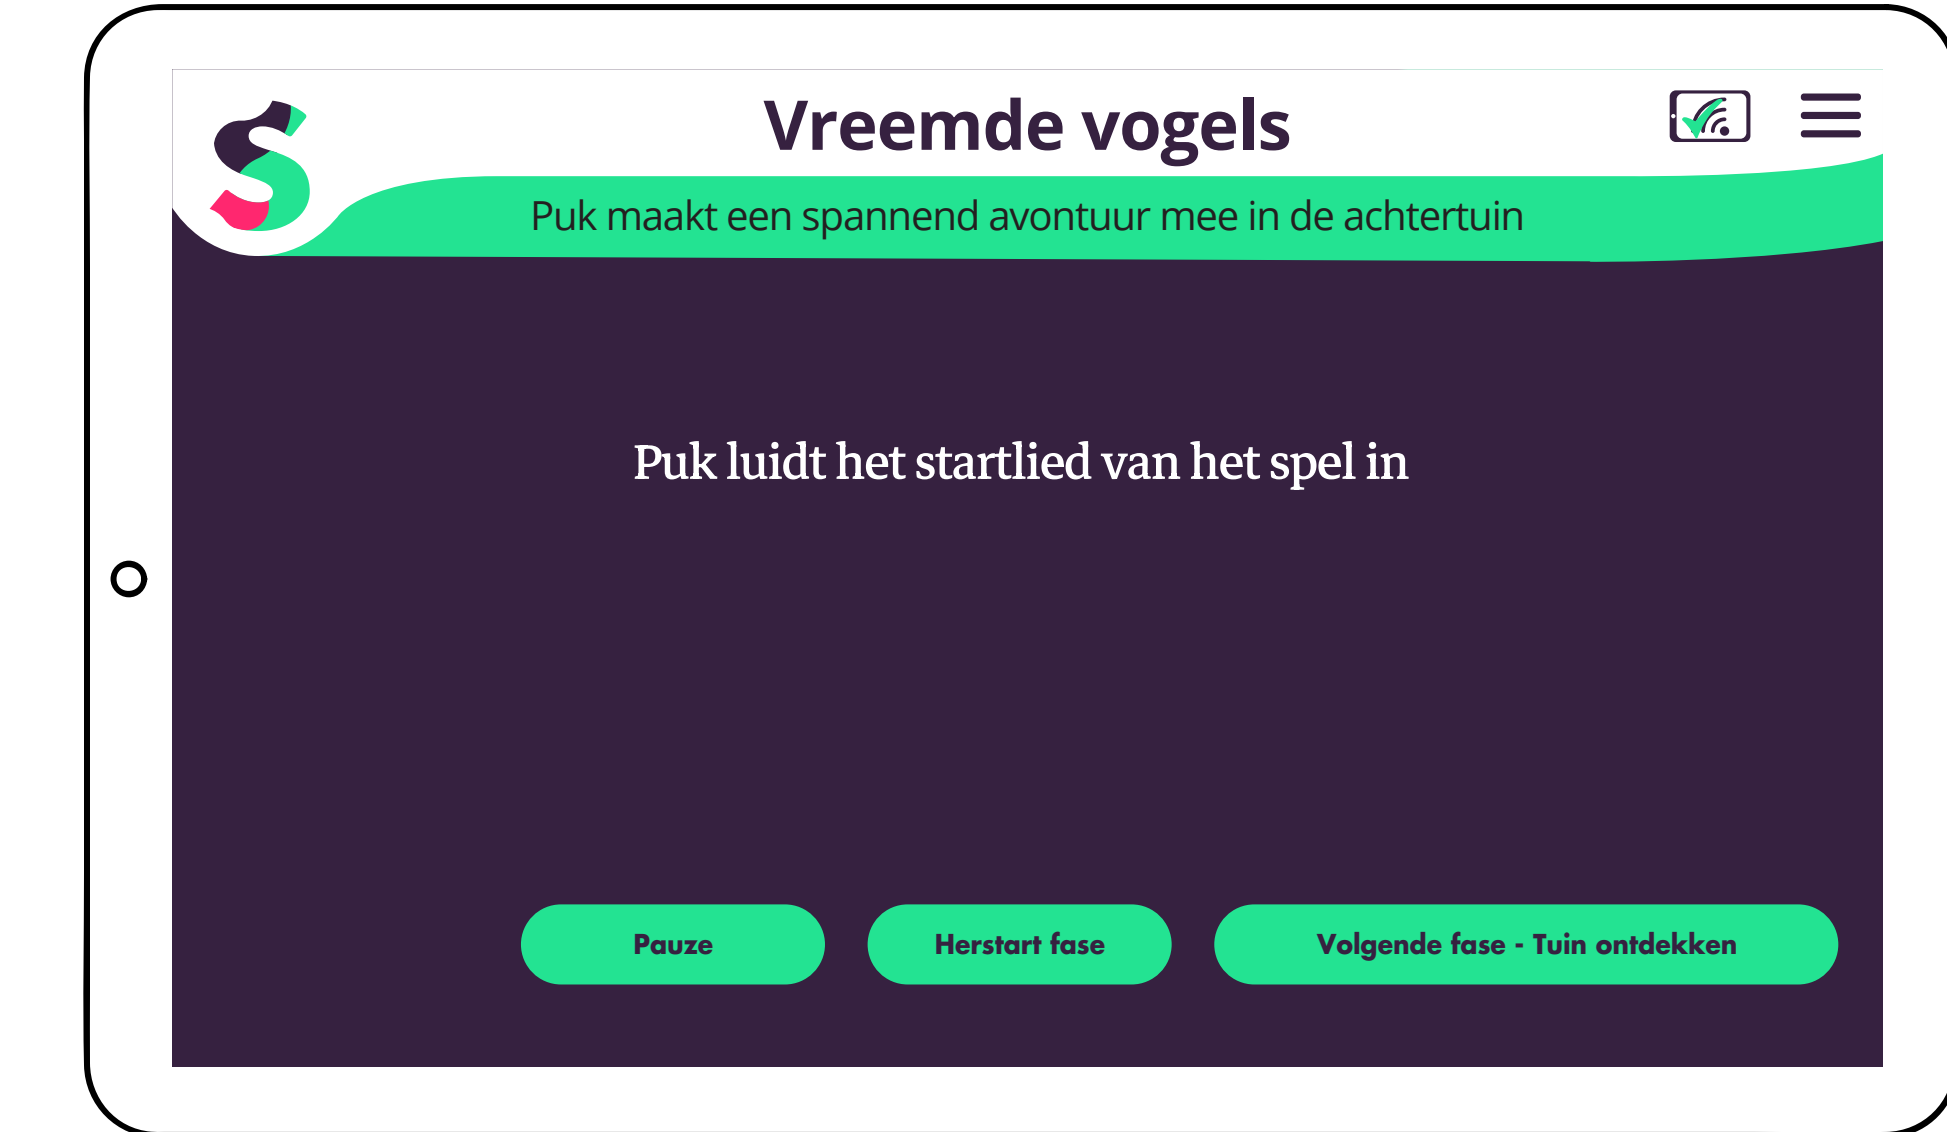 Vreemde vogels
Puk maakt een spannend avontuur mee in de achtertuin
Puk luidt het startlied van het spel in
Pauze
Herstart fase
Volgende fase - Tuin ontdekken